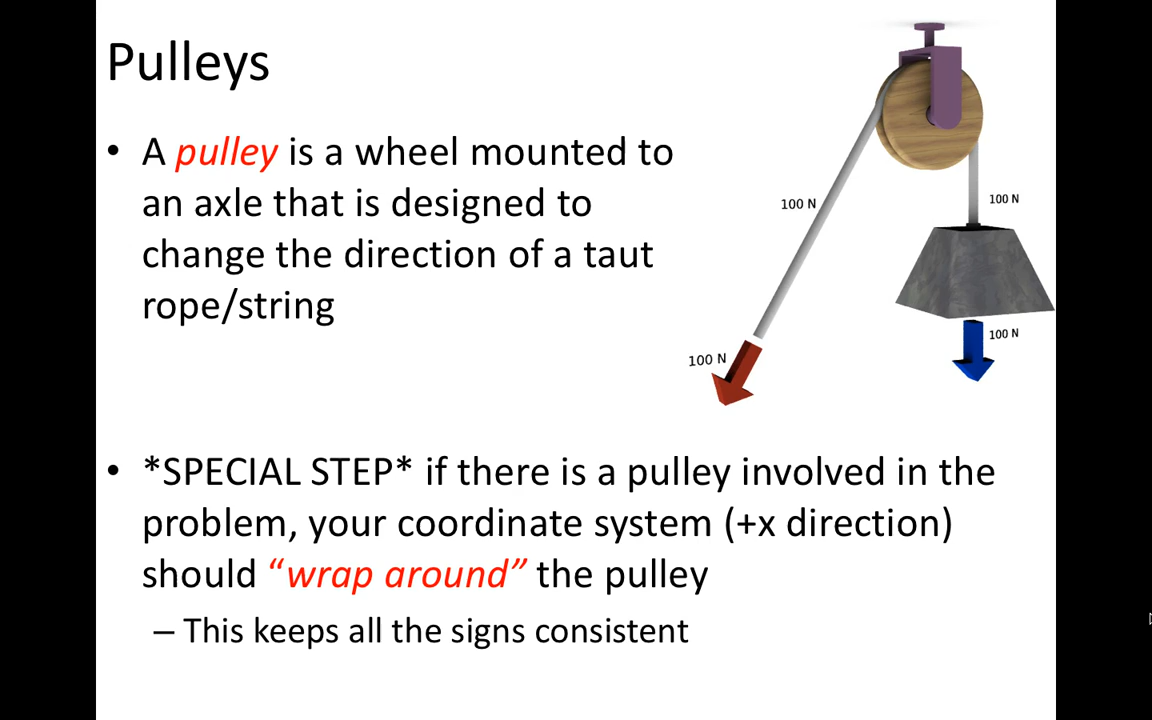 Pulleys
• A pulley is a wheel mounted to
an axle that is designed to
change the direction of a taut
rope/string
100 N
100 N
100 N
100 N
• *SPECIAL STEP* if there is a pulley involved in the
problem, your coordinate system (+x direction)
should “wrap around” the pulley
– This keeps all the signs consistent